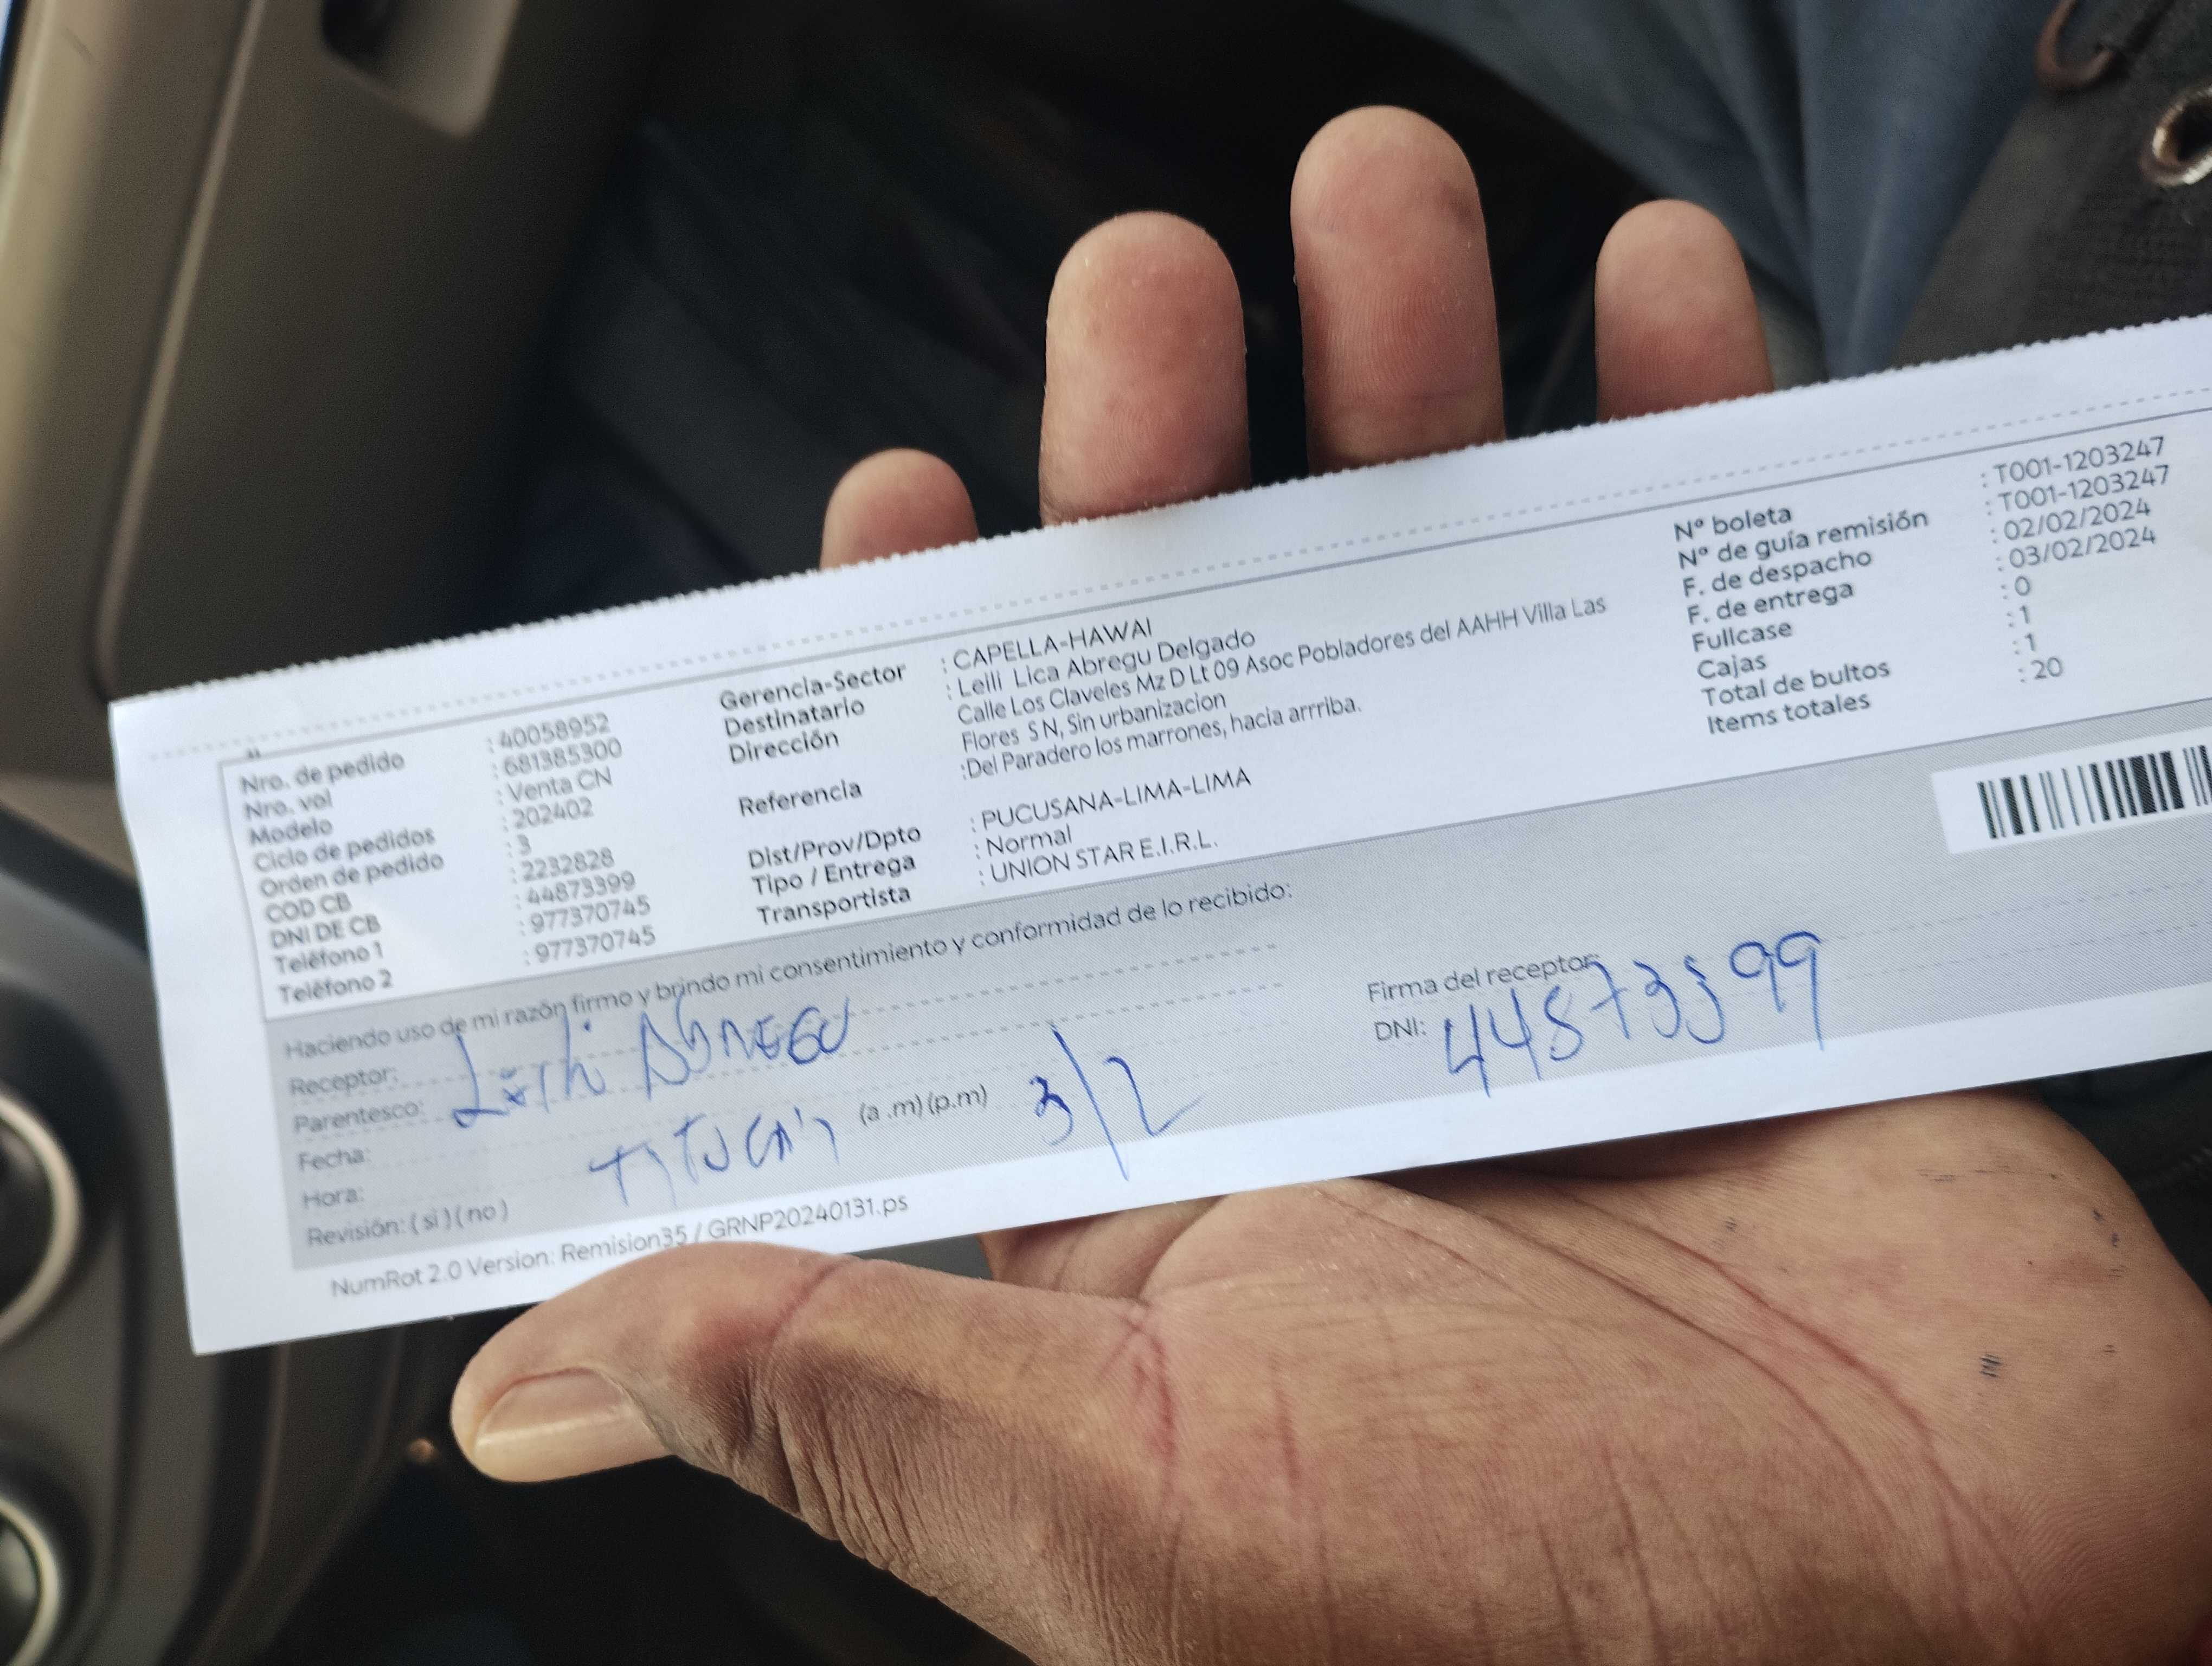 Nro. de pedido : 40058952
Nro. vol : 681385300
Modelo : Venta CN
Ciclo de pedidos : 202402
Orden de pedido : 3
COD CB : 2232828
DNI DE CB : 44873399
Teléfono 1 : 977370745
Teléfono 2 : 977370745
Gerencia-Sector : CAPELLA-HAWAI
Destinatario : Leili Lica Abregu Delgado
Dirección Calle Los Claveles Mz D Lt 09 Asoc Pobladores del AAHH Villa Las
Flores S N, Sin urbanizacion
Referencia :Del Paradero los marrones, hacia arrriba.
Dist/Prov/Dpto : PUCUSANA-LIMA-LIMA
Tipo / Entrega : Normal
Transportista : UNION STAR E.I.R.L.
Nº boleta : T001-1203247
Nº de guía remisión : T001-1203247
F. de despacho : 02/02/2024
F. de entrega : 03/02/2024
Fullcase : 0
Cajas : 1
Total de bultos : 1
Items totales : 20
Haciendo uso de mi razón firmo y brindo mi consentimiento y conformidad de lo recibido:
Receptor: Abregu
Parentesco:
Fecha:
Hora: (a .m) (p.m) 3/2
Revisión: ( si ) ( no )
Firma del receptor:
DNI: 44873399
NumRot 2.0 Version: Remision35 / GRNP20240131.ps